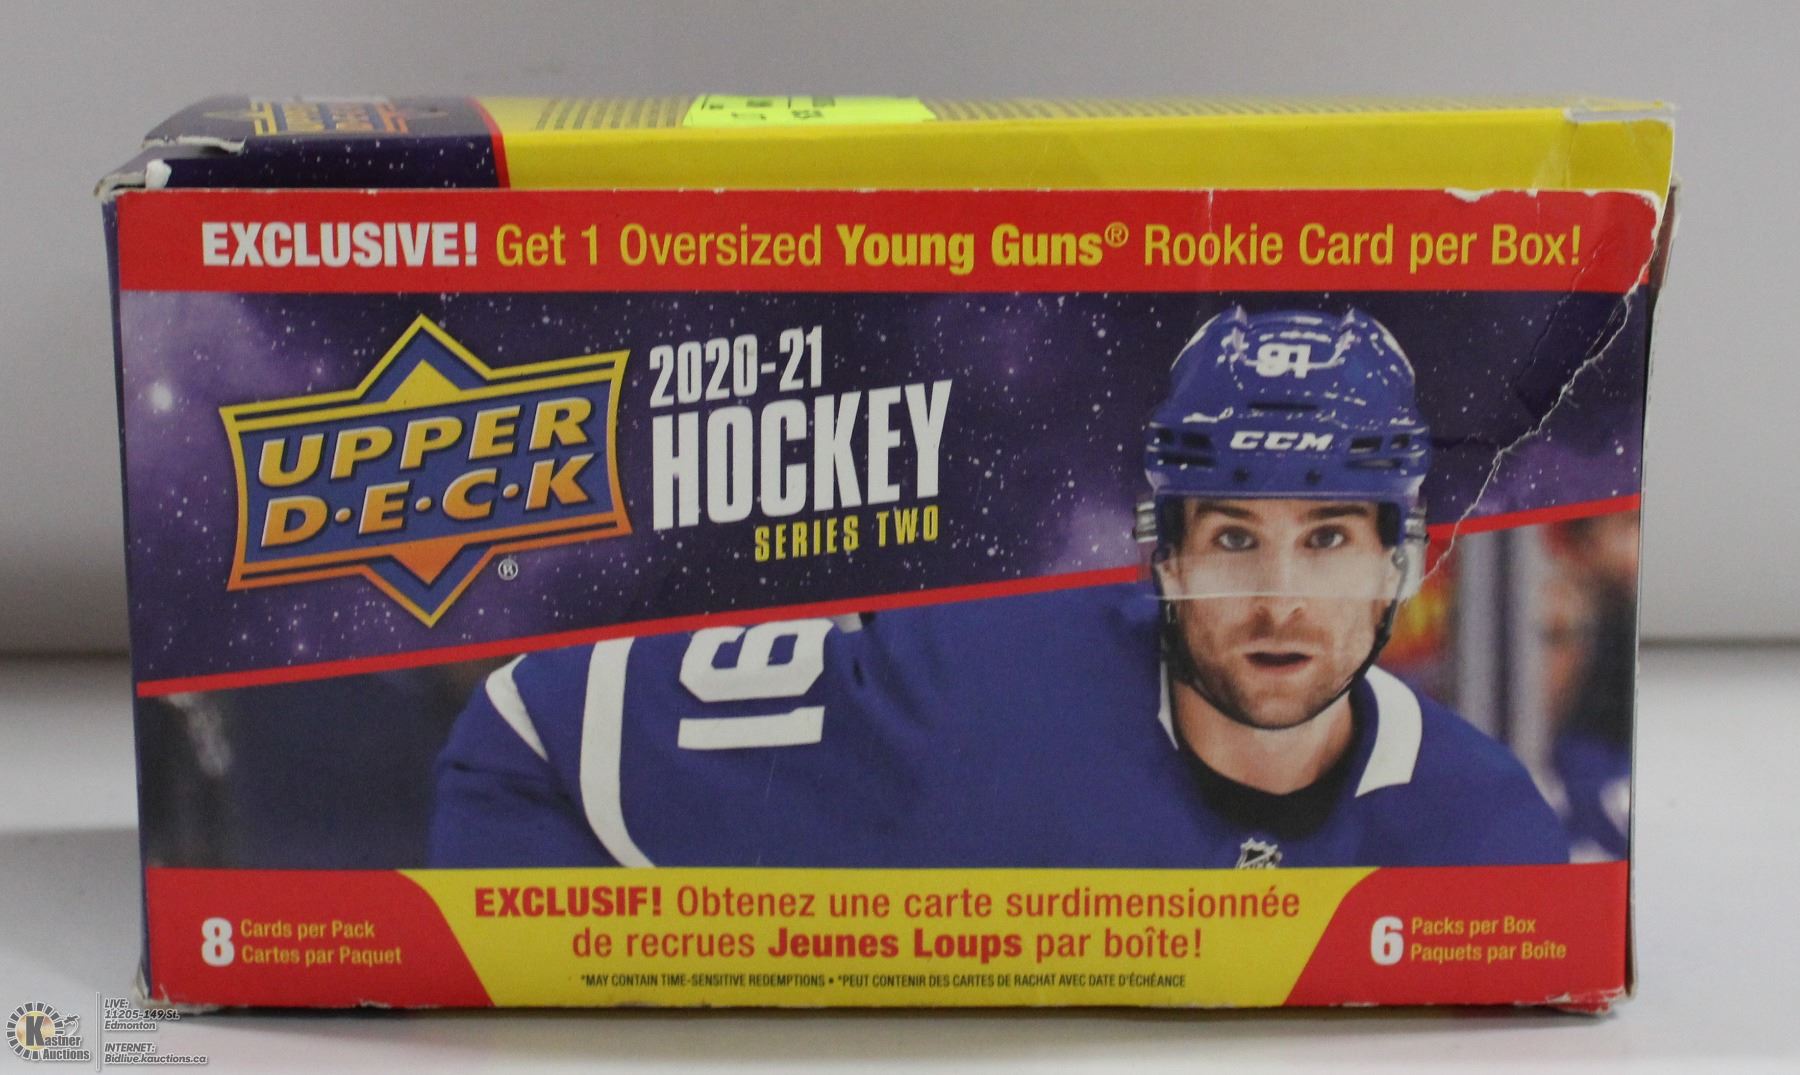 EXCLUSIVE! Get 1 Oversized Young Guns® Rookie Card per Box!
UPPER
D·E·C·K
®
2020-21
HOCKEY
SERIES TWO
91
CCM
91
EXCLUSIF! Obtenez une carte surdimensionnée
de recrues Jeunes Loups par boîte!
*MAY CONTAIN TIME-SENSITIVE REDEMPTIONS • *PEUT CONTENIR DES CARTES DE RACHAT AVEC DATE D'ÉCHÉANCE
8 Cards per Pack
Cartes par Paquet
6 Packs per Box
Paquets par Boîte
Kastner
Auctions
LIVE:
11205-149 St.
Edmonton
INTERNET:
Bidlive.kauctions.ca